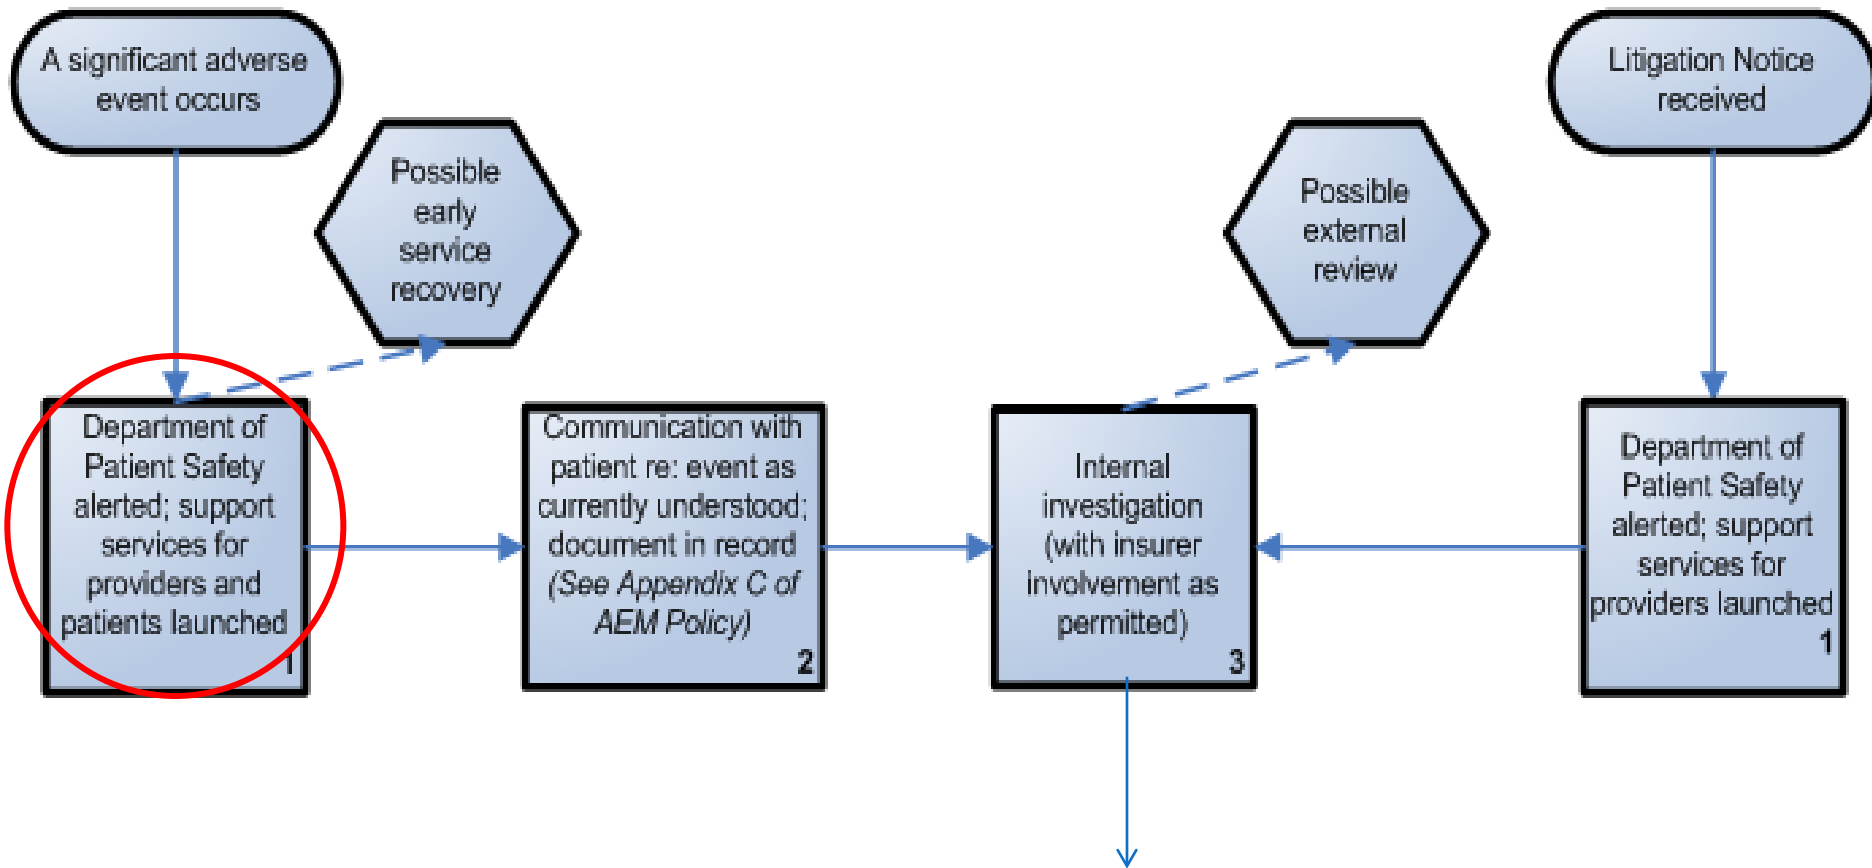 A significant adverse
event occurs
Litigation Notice
received
Possible
early
service
recovery
Possible
external
review
Department of
Patient Safety
alerted; support
services for
providers and
patients launched
1
Communication with
patient re: event as
currently understood;
document in record
(See Appendix C of
AEM Policy)
2
Internal
investigation
(with insurer
involvement as
permitted)
3
Department of
Patient Safety
alerted; support
services for
providers launched
1